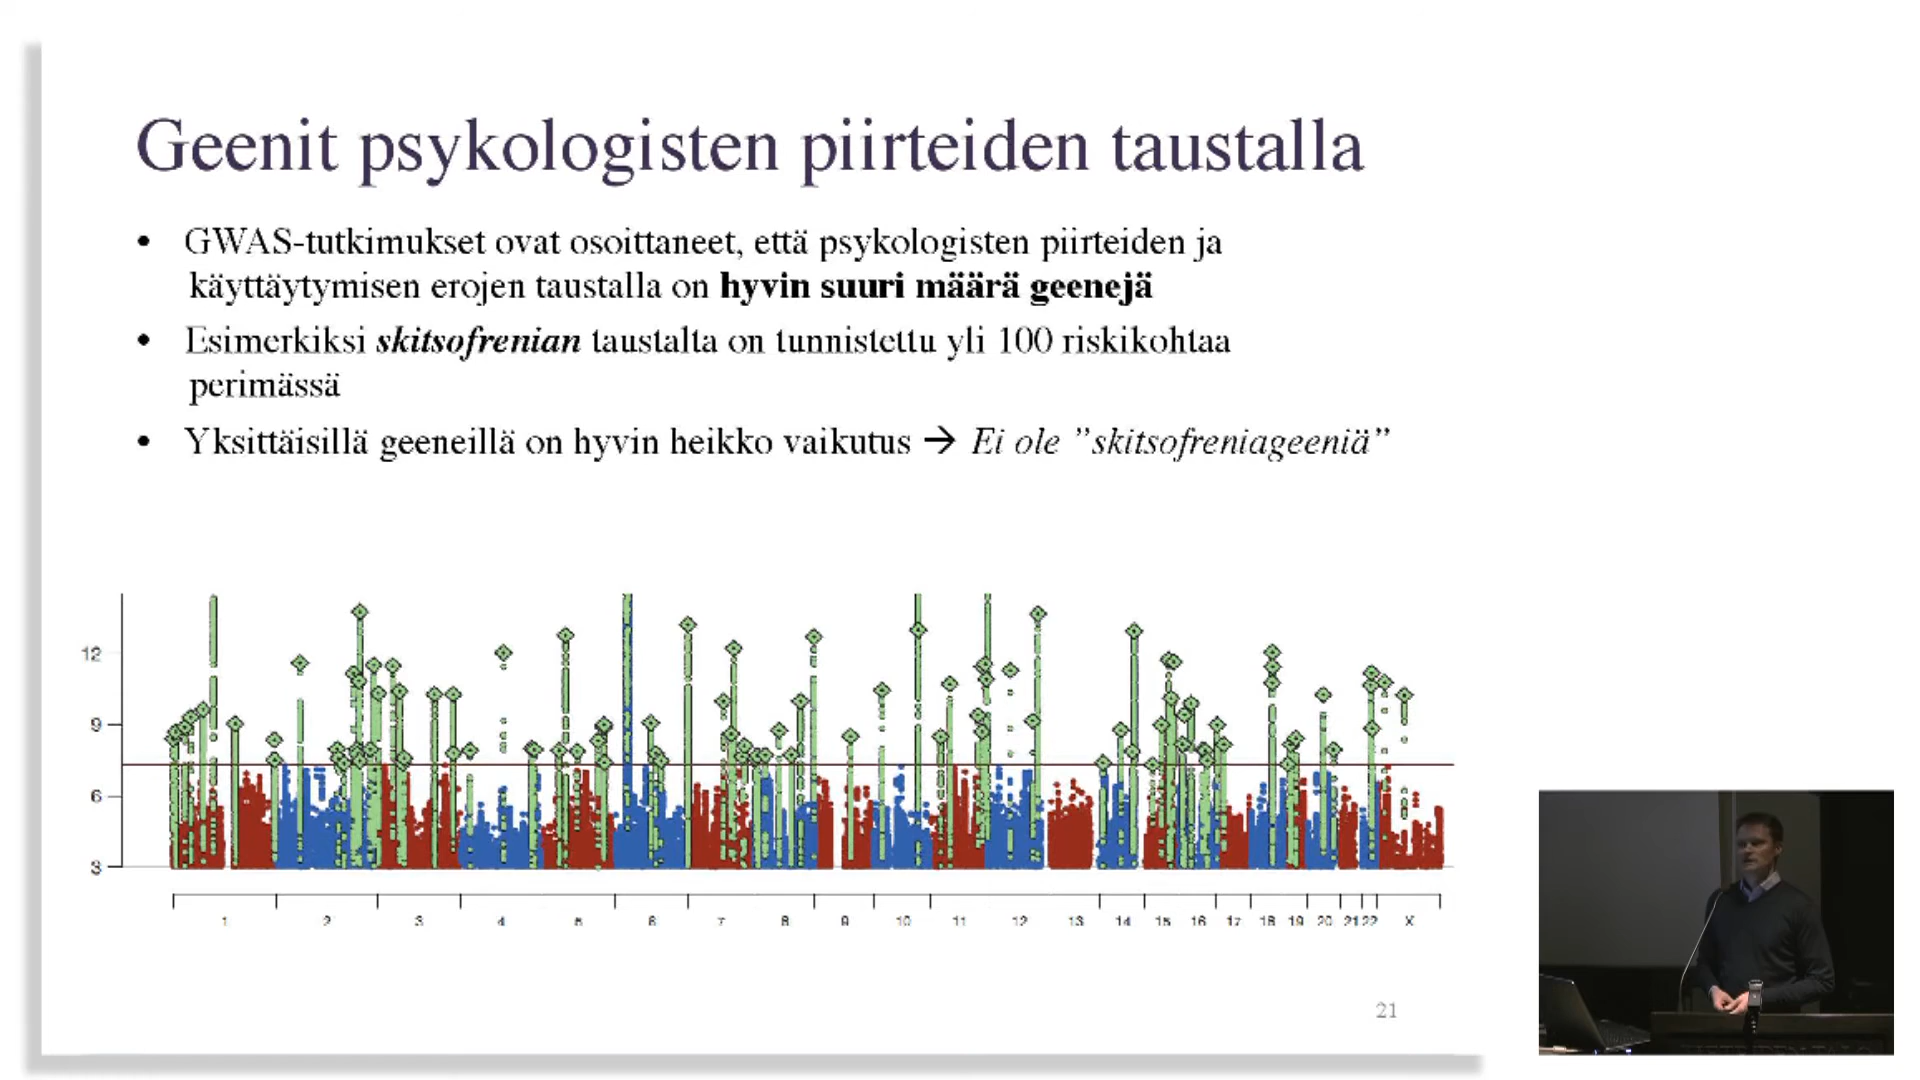 Geenit psykologisten piirteiden taustalla
• GWAS-tutkimukset ovat osoittaneet, että psykologisten piirteiden ja
käyttäytymisen erojen taustalla on hyvin suuri määrä geenejä
• Esimerkiksi skitsofrenian taustalta on tunnistettu yli 100 riskikohtaa
perimässä
• Yksittäisillä geeneillä on hyvin heikko vaikutus → Ei ole ”skitsofreniageeniä”
12
9
6
3
1 2 3 4 5 6 7 8 9 10 11 12 13 14 15 16 17 18 19 20 21 22 X
21